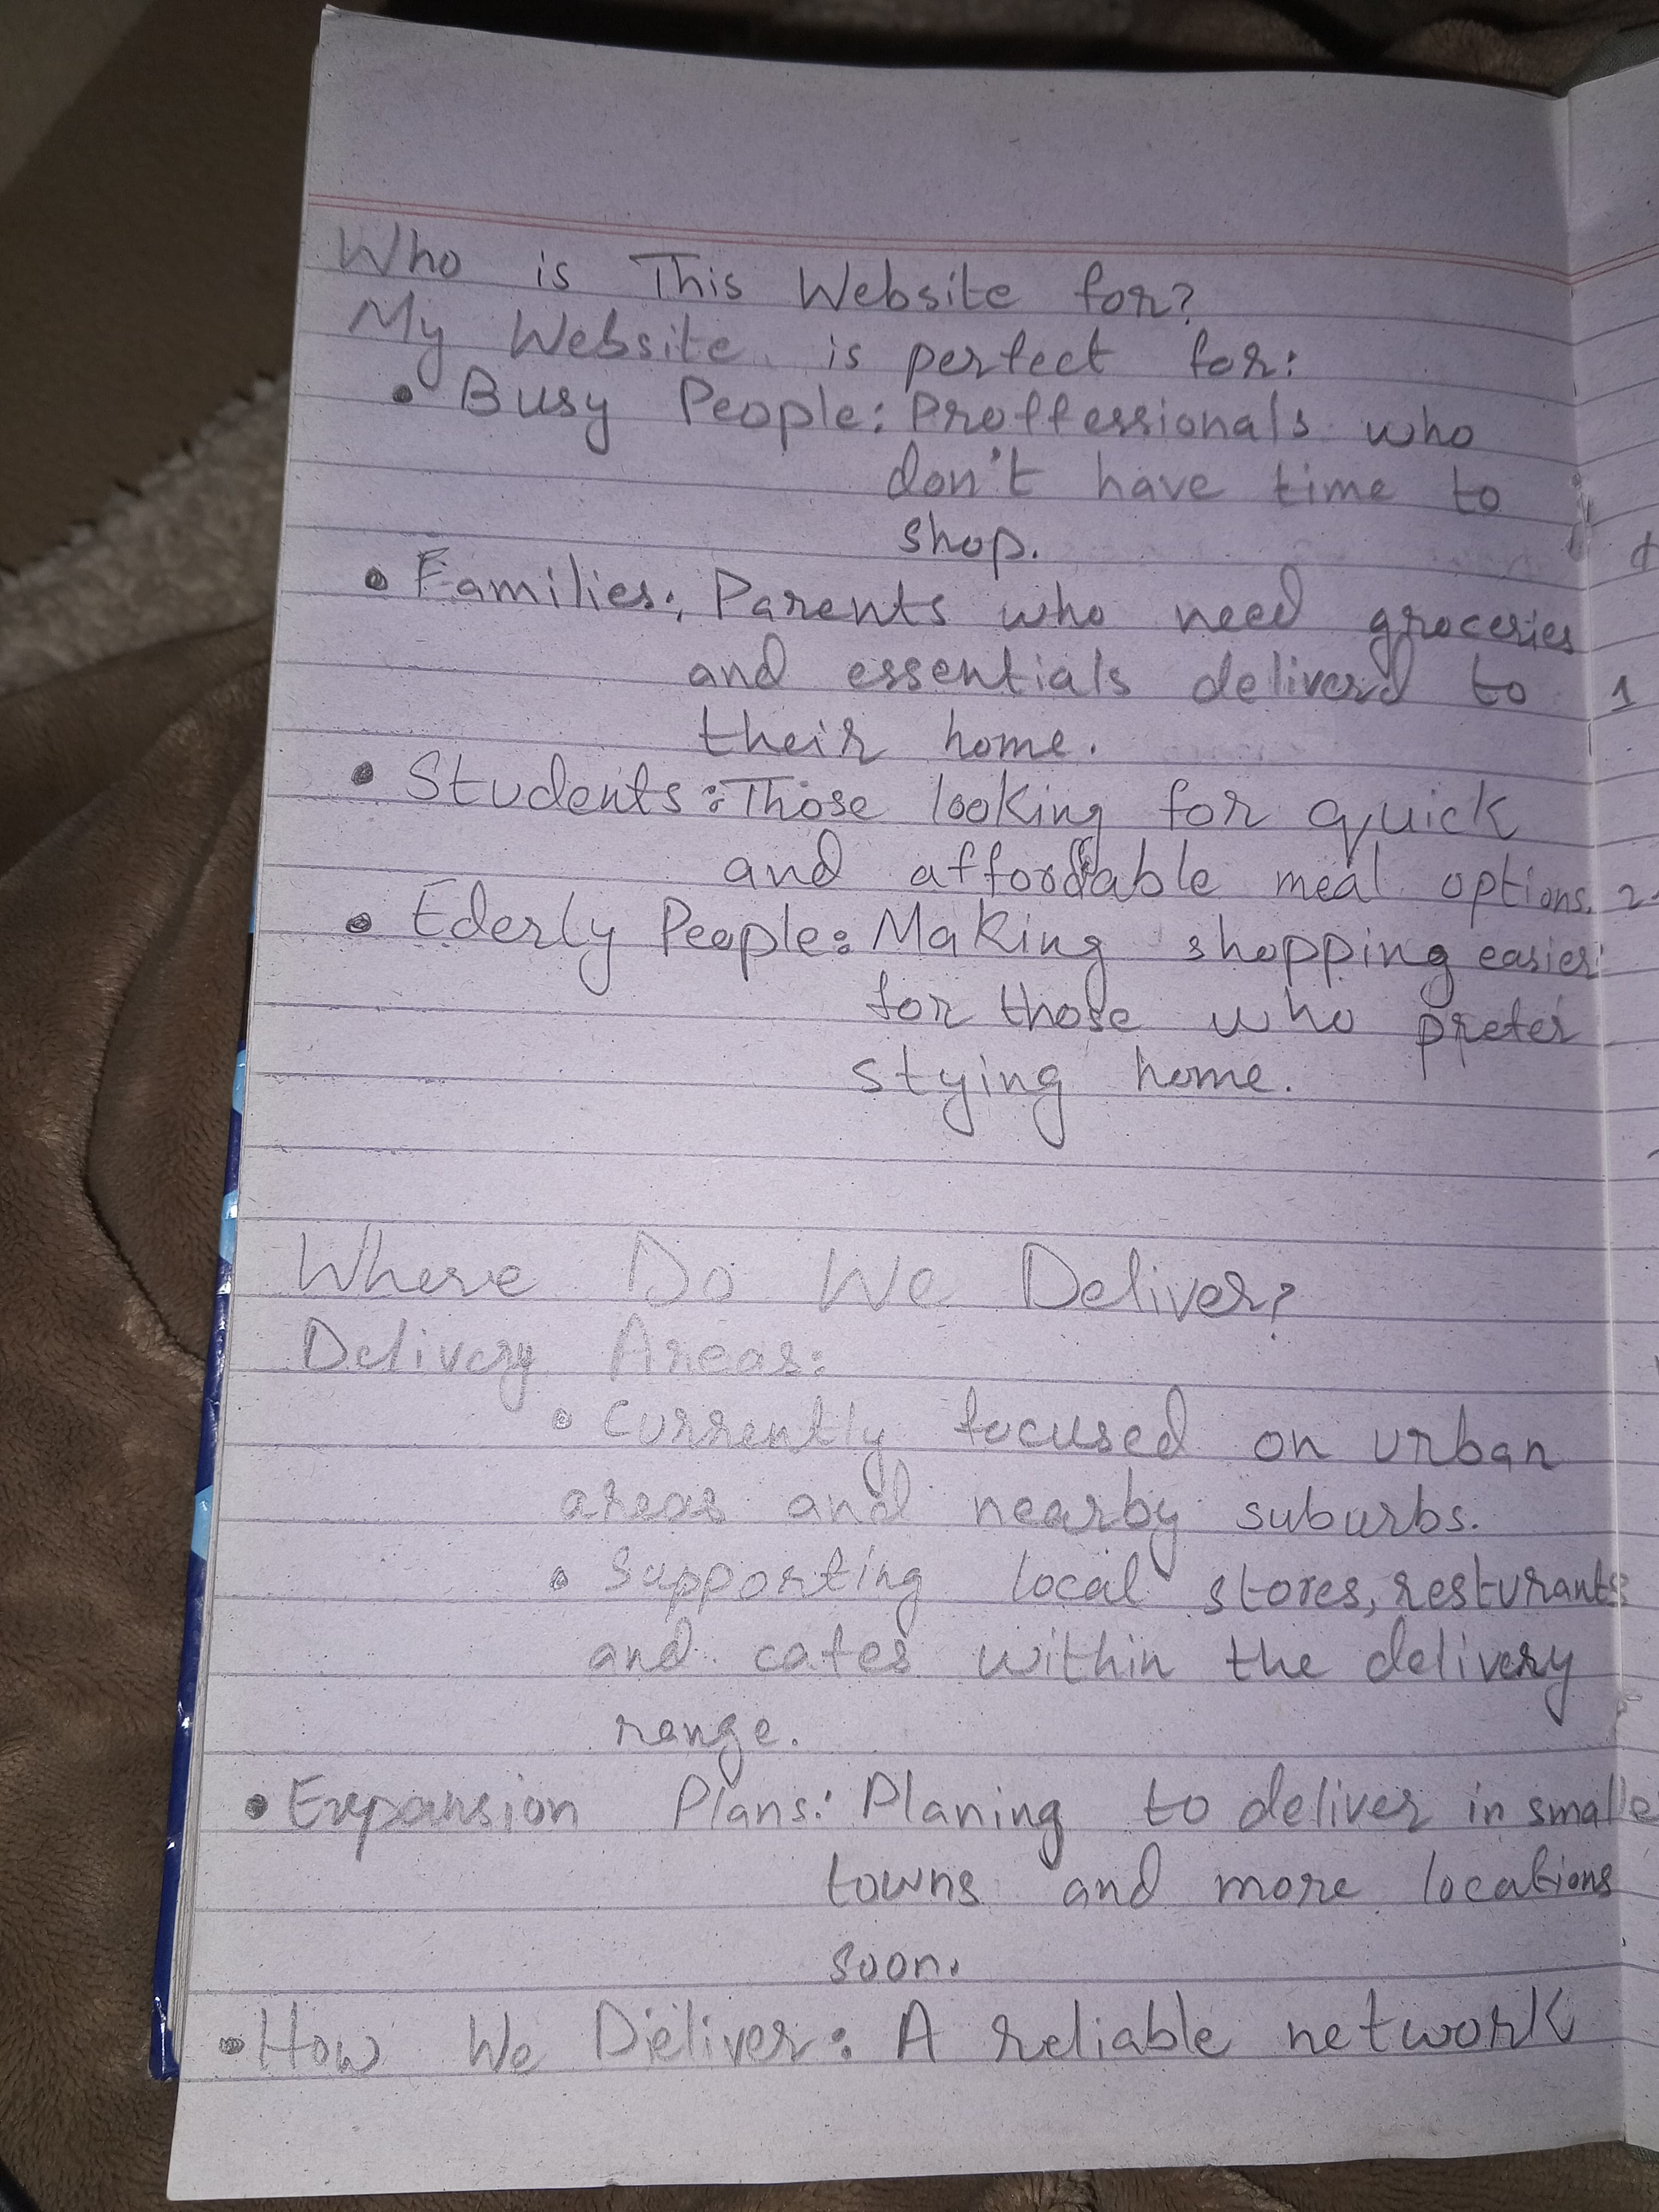 Who is This Website for?
My Website is perfect for:
• Busy People: Proffessionals who
don't have time to
shop.
• Families: Parents who need groceries
and essentials deliverd to
their home.
• Students: Those looking for quick
and affordable meal options.
• Ederly People: Making shopping easier
for those who prefer
stying home.
Where Do We Deliver?
Delivery Areas:
• Currently focused on urban
areas and nearby suburbs.
• Supporting local stores, resturants
and cafes within the delivery
range.
• Expansion Plans: Planing to deliver in smalle
towns and more locations
soon.
• How We Deliver: A reliable network
1
2